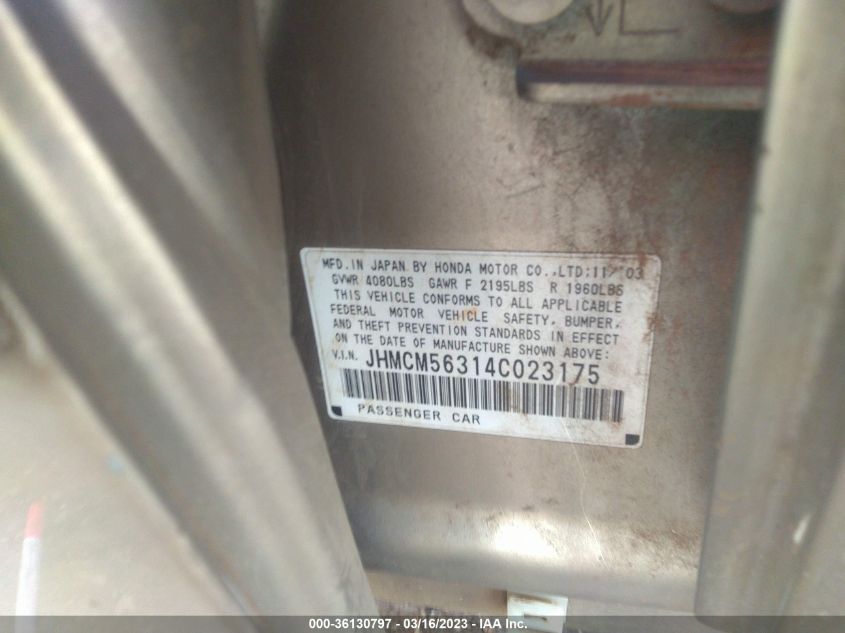 MFD.IN JAPAN BY HONDA MOTOR CO.,LTD:11/'03
GVWR 4080LBS GAWR F 2195LBS R 1960LBS
THIS VEHICLE CONFORMS TO ALL APPLICABLE
FEDERAL MOTOR VEHICLE SAFETY, BUMPER,
AND THEFT PREVENTION STANDARDS IN EFFECT
ON THE DATE OF MANUFACTURE SHOWN ABOVE:
V.I.N. JHMCM56314C023175
PASSENGER CAR
000-36130797 - 03/16/2023 - IAA Inc.